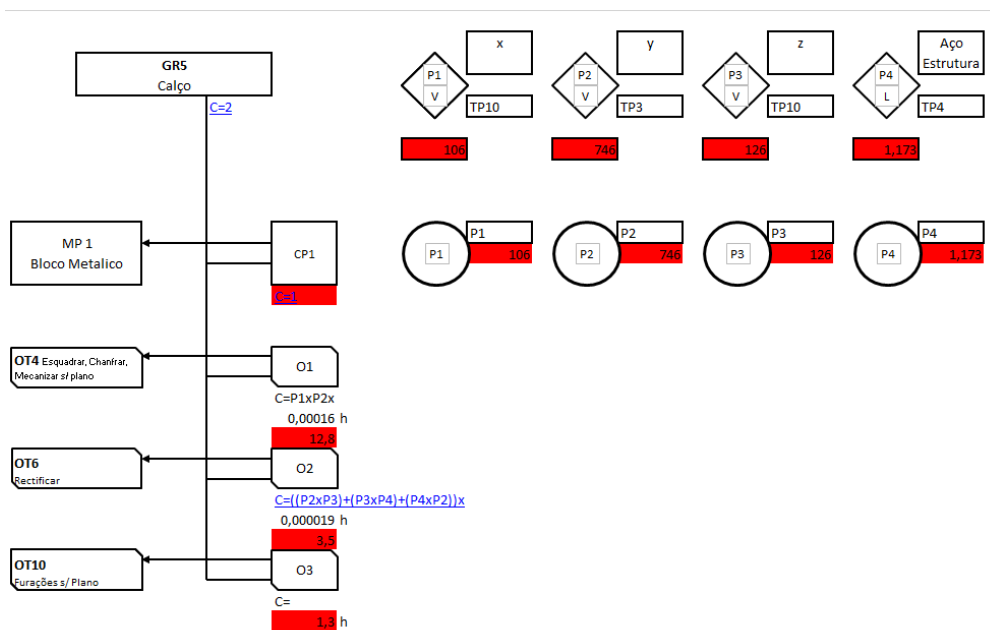 GR5
Calço
C=2
x
P1
V
TP10
106
y
P2
V
TP3
746
z
P3
V
TP10
126
Aço
Estrutura
P4
L
TP4
1,173
MP 1
Bloco Metalico
CP1
C=1
P1
P1
106
P2
P2
746
P3
P3
126
P4
P4
1,173
OT4 Esquadrar, Chanfrar,
Mecanizar s/ plano
O1
C=P1xP2x
0,00016 h
12,8
OT6
Rectificar
O2
C=((P2xP3)+(P3xP4)+(P4xP2))x
0,000019 h
3,5
OT10
Furações s/ Plano
O3
C=
1,3 h